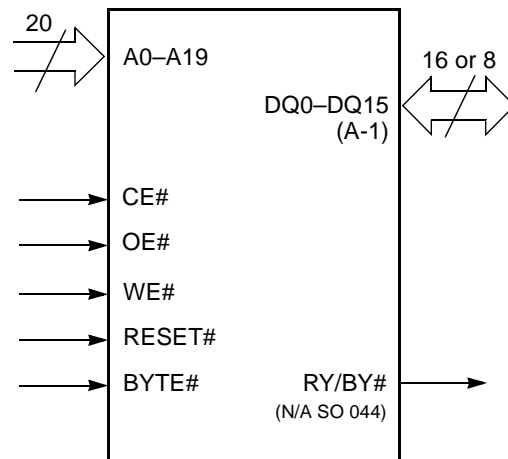 20
A0–A19
16 or 8
DQ0–DQ15
(A-1)
CE#
OE#
WE#
RESET#
BYTE#
RY/BY#
(N/A SO 044)